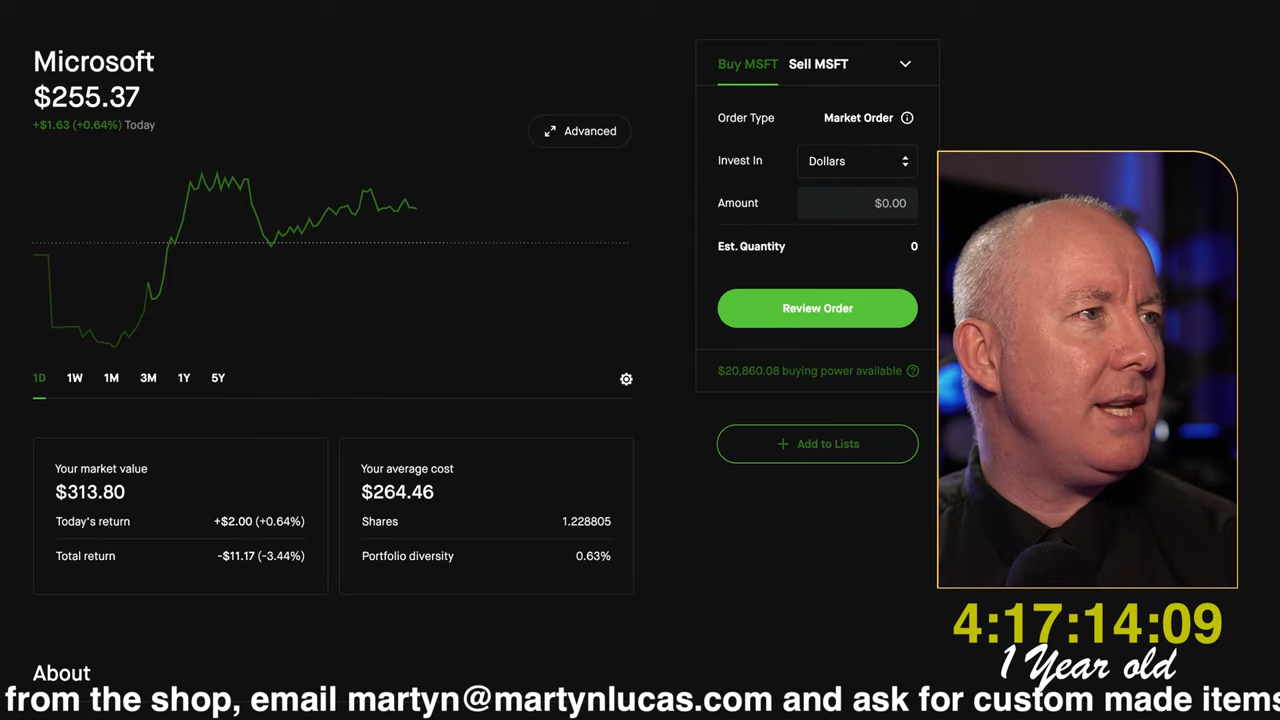 Microsoft
$255.37
+$1.63 (+0.64%) Today
Advanced
1D 1W 1M 3M 1Y 5Y
Your market value
$313.80
Today's return +$2.00 (+0.64%)
Total return -$11.17 (-3.44%)
Your average cost
$264.46
Shares 1.228805
Portfolio diversity 0.63%
About
Buy MSFT Sell MSFT
Order Type Market Order
Invest In Dollars
Amount $0.00
Est. Quantity 0
Review Order
$20,860.08 buying power available
Add to Lists
4:17:14:09
1 Year old
from the shop, email martyn@martynlucas.com and ask for custom made items